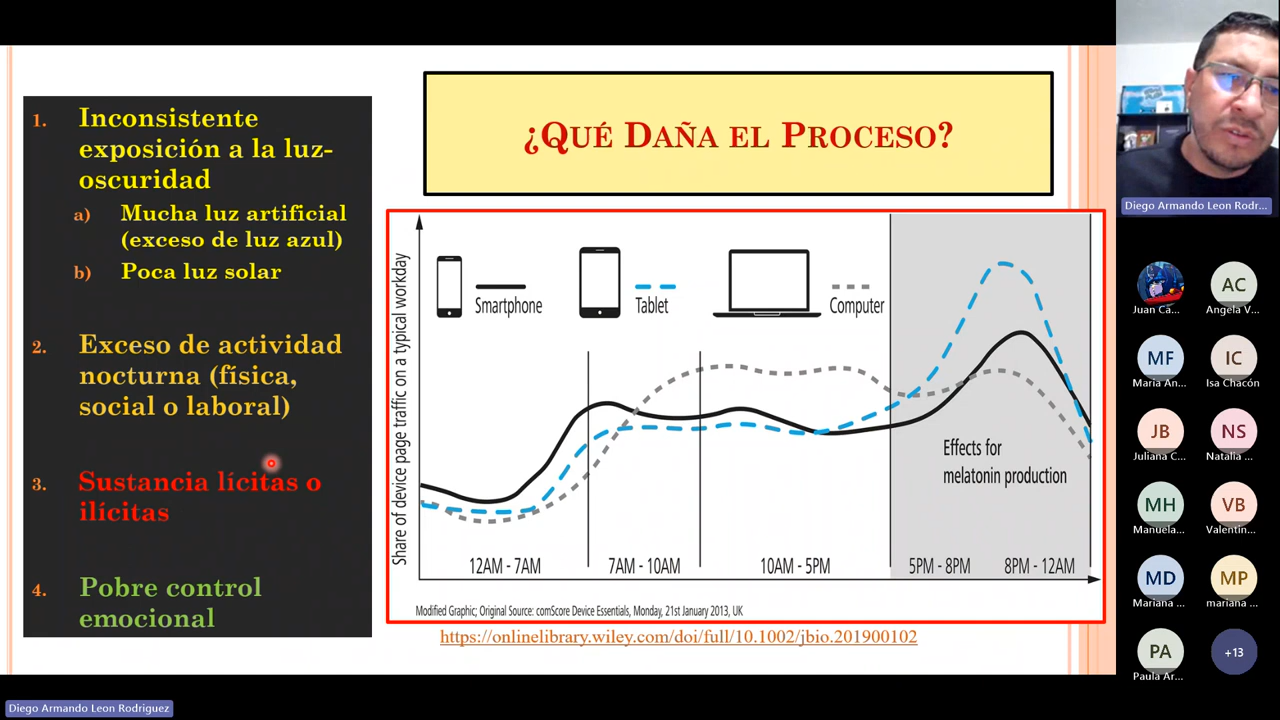 1. Inconsistente
exposición a la luz-
oscuridad
a) Mucha luz artificial
(exceso de luz azul)
b) Poca luz solar
2. Exceso de actividad
nocturna (física,
social o laboral)
3. Sustancia lícitas o
ilícitas
4. Pobre control
emocional
¿Qué Daña el Proceso?
Share of device page traffic on a typical workday
Smartphone
Tablet
Computer
Effects for
melatonin production
12AM - 7AM
7AM - 10AM
10AM - 5PM
5PM - 8PM
8PM - 12AM
Modified Graphic; Original Source: comScore Device Essentials, Monday, 21st January 2013, UK
https://onlinelibrary.wiley.com/doi/full/10.1002/jbio.201900102
Diego Armando Leon Rodr...
Juan Ca...
AC
Angela V...
MF
Maria An...
IC
Isa Chacón
JB
Juliana C...
NS
Natalia ...
MH
Manuela...
VB
Valentin...
MD
Mariana ...
MP
mariana ...
PA
Paula Ar...
+13
Diego Armando Leon Rodriguez